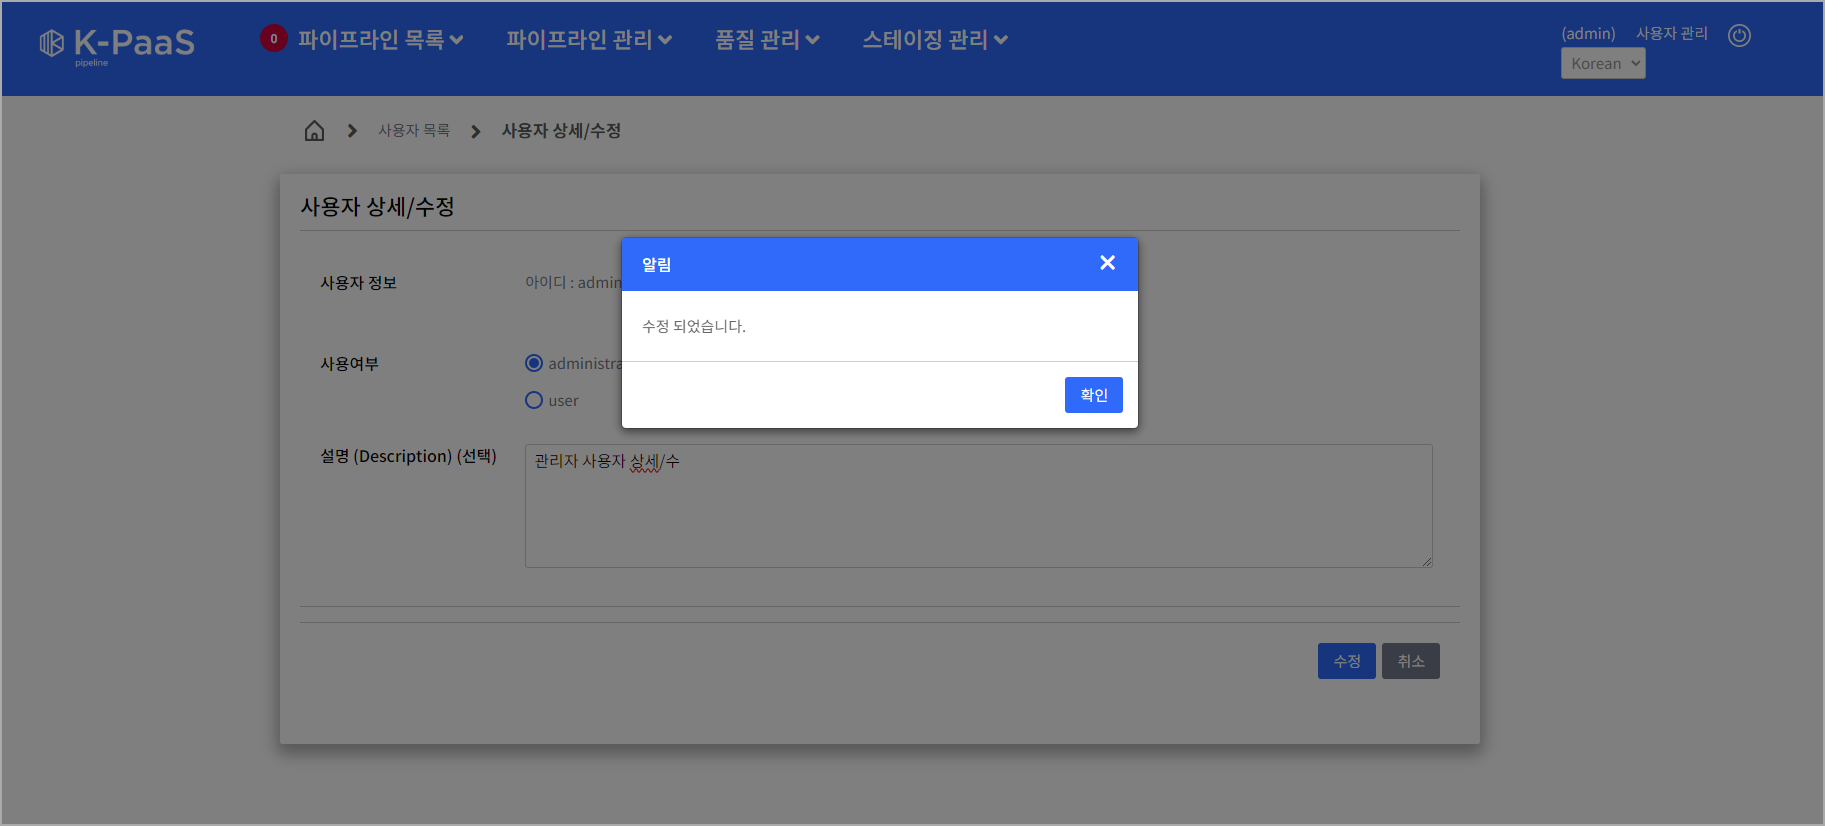 K-PaaS
pipeline
0 파이프라인 목록 파이프라인 관리 품질 관리 스테이징 관리
(admin) 사용자 관리
Korean
사용자 목록 사용자 상세/수정
사용자 상세/수정
알림
사용자 정보 아이디 : admin
수정 되었습니다.
사용여부 administra
user
확인
설명 (Description) (선택) 관리자 사용자 상세/수
수정 취소